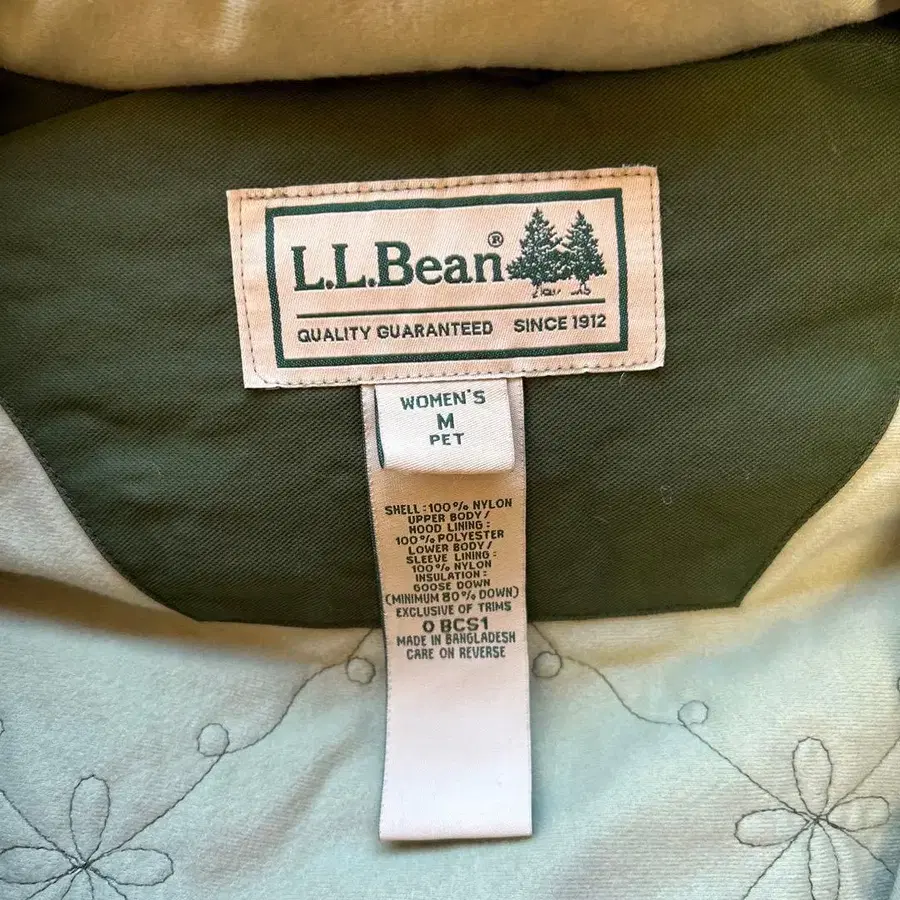 L.L.Bean®
QUALITY GUARANTEED SINCE 1912
WOMEN'S
M
PET
SHELL: 100% NYLON
UPPER BODY/
HOOD LINING:
100% POLYESTER
LOWER BODY/
SLEEVE LINING:
100% NYLON
INSULATION:
GOOSE DOWN
(MINIMUM 80% DOWN)
EXCLUSIVE OF TRIMS
0 BCS1
MADE IN BANGLADESH
CARE ON REVERSE